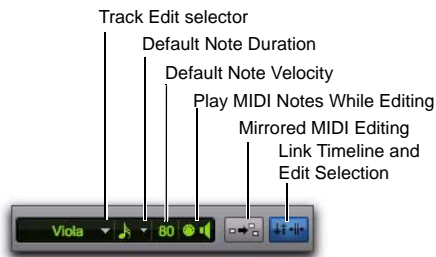 Track Edit selector
Default Note Duration
Default Note Velocity
Play MIDI Notes While Editing
Mirrored MIDI Editing
Link Timeline and
Edit Selection
Viola 80